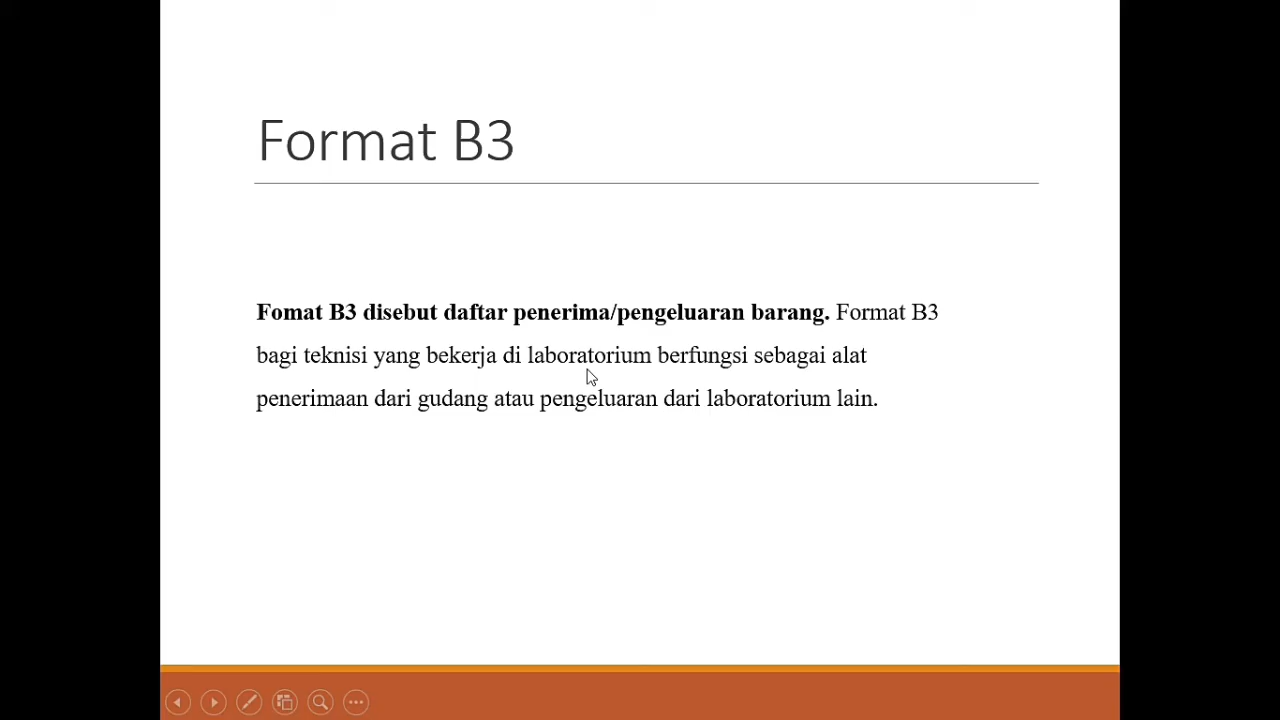 Format B3
Fomat B3 disebut daftar penerima/pengeluaran barang. Format B3
bagi teknisi yang bekerja di laboratorium berfungsi sebagai alat
penerimaan dari gudang atau pengeluaran dari laboratorium lain.